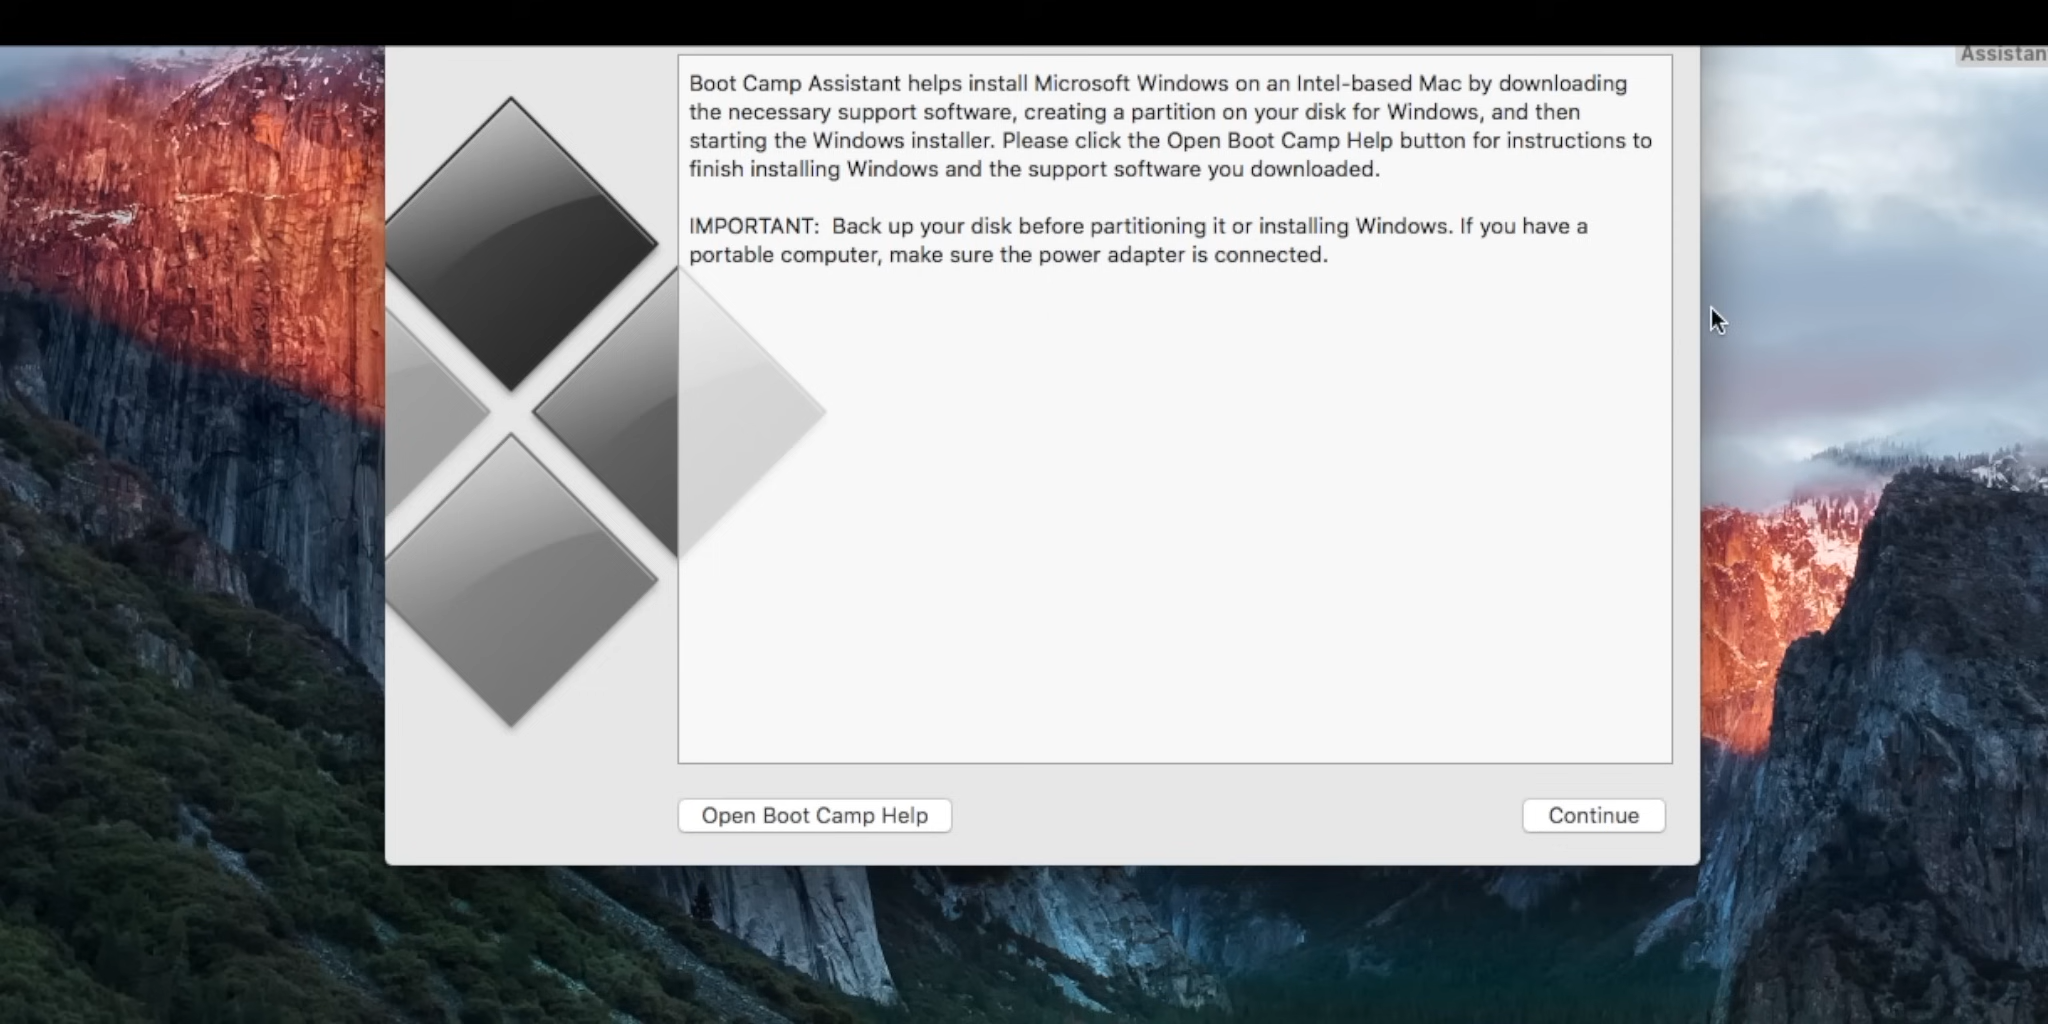 Assistan
Boot Camp Assistant helps install Microsoft Windows on an Intel-based Mac by downloading
the necessary support software, creating a partition on your disk for Windows, and then
starting the Windows installer. Please click the Open Boot Camp Help button for instructions to
finish installing Windows and the support software you downloaded.
IMPORTANT:  Back up your disk before partitioning it or installing Windows. If you have a
portable computer, make sure the power adapter is connected.
Open Boot Camp Help
Continue